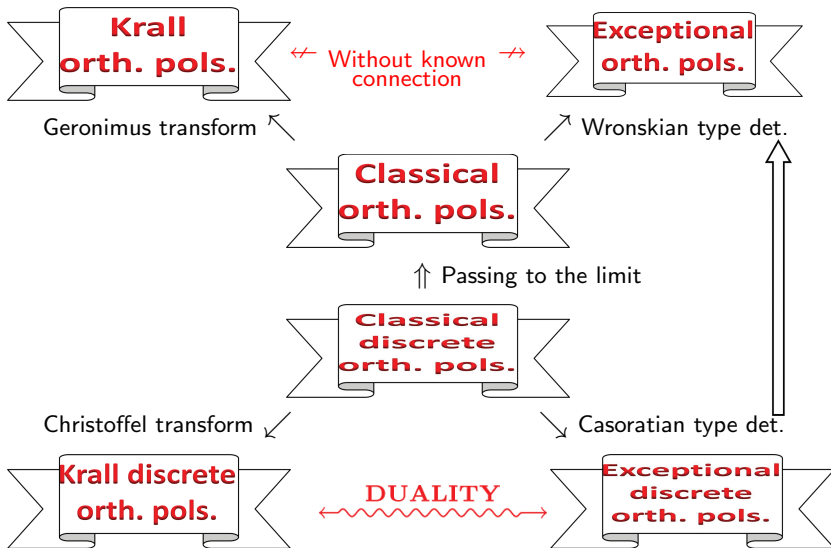 Krall
orth. pols.
Without known
connection
Exceptional
orth. pols.
Geronimus transform
Wronskian type det.
Classical
orth. pols.
Passing to the limit
Classical
discrete
orth. pols.
Christoffel transform
Casoratian type det.
Krall discrete
orth. pols.
DUALITY
Exceptional
discrete
orth. pols.